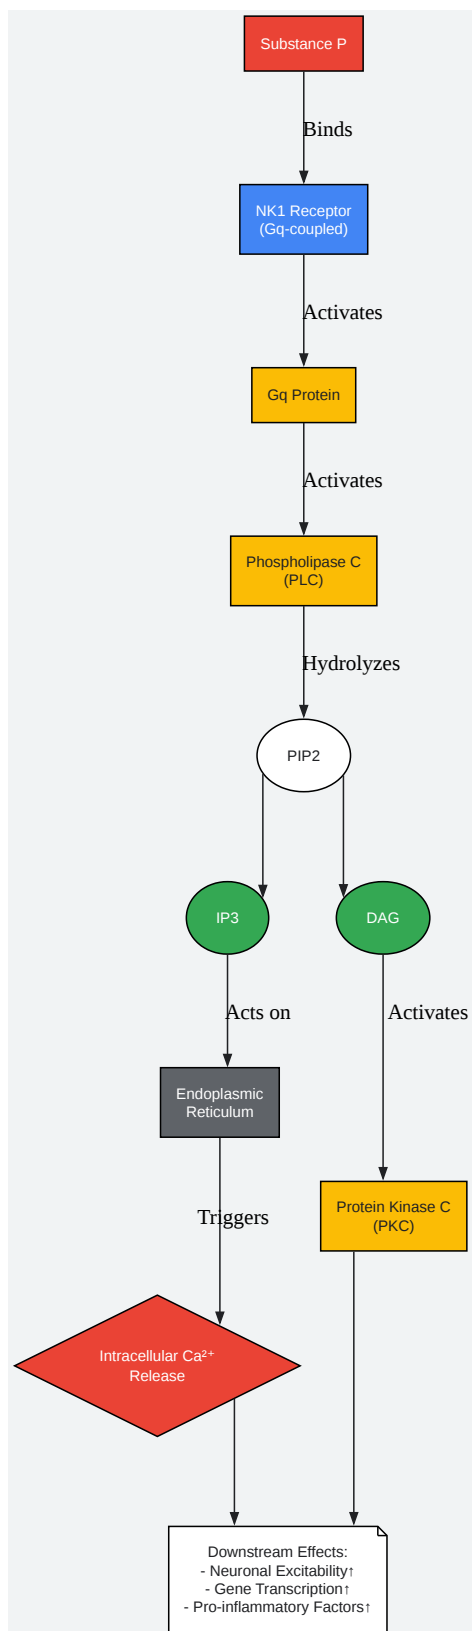 Substance P
Binds
NK1 Receptor
(Gq-coupled)
Activates
Gq Protein
Activates
Phospholipase C
(PLC)
Hydrolyzes
PIP2
IP3
DAG
Acts on
Activates
Endoplasmic
Reticulum
Protein Kinase C
(PKC)
Triggers
Intracellular Ca²⁺
Release
Downstream Effects:
- Neuronal Excitability↑
- Gene Transcription↑
- Pro-inflammatory Factors↑